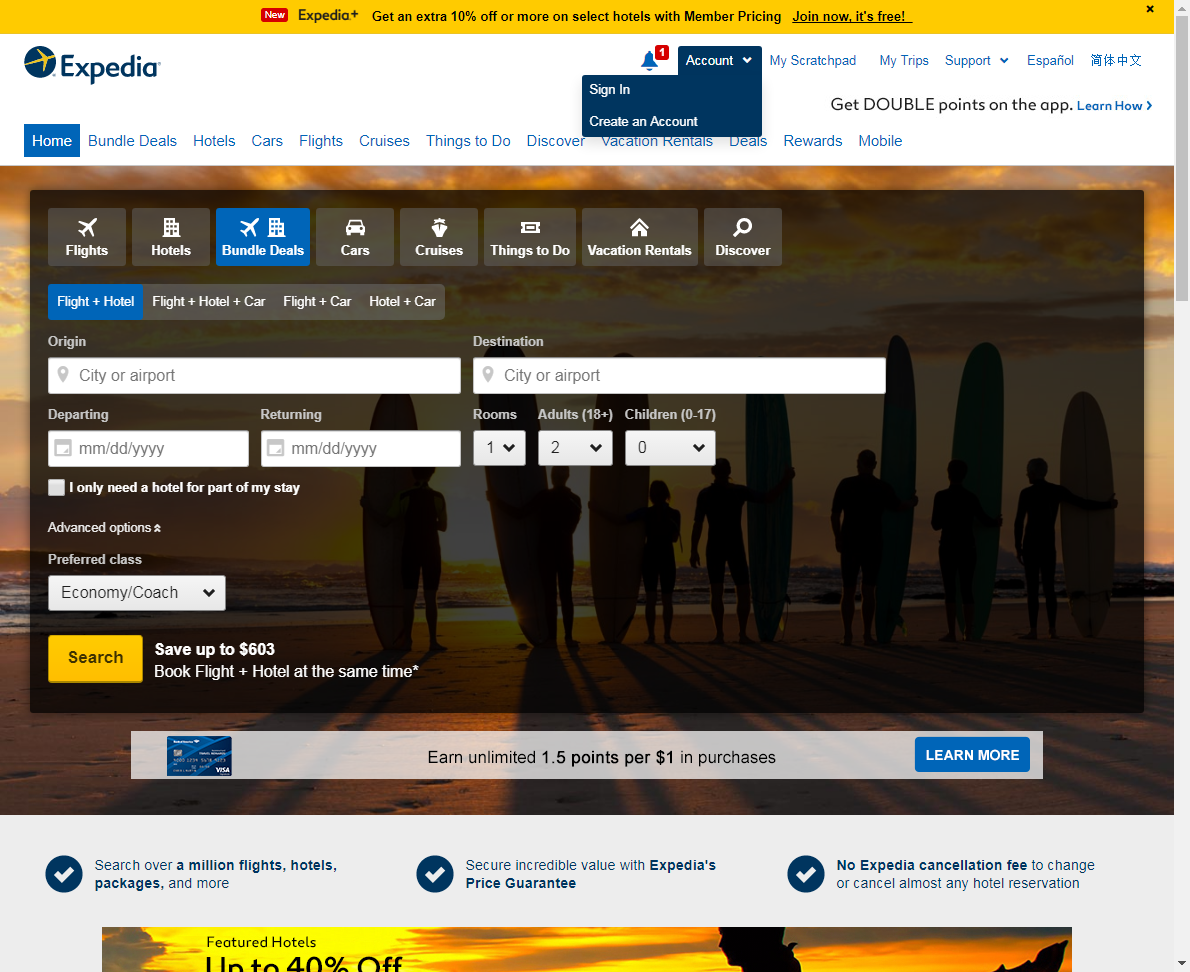 New Expedia+ Get an extra 10% off or more on select hotels with Member Pricing Join now, it's free!
Expedia
1
Account My Scratchpad My Trips Support Español 简体中文
Sign In
Create an Account
Get DOUBLE points on the app. Learn How
Home Bundle Deals Hotels Cars Flights Cruises Things to Do Discover Vacation Rentals Deals Rewards Mobile
Flights Hotels Bundle Deals Cars Cruises Things to Do Vacation Rentals Discover
Flight + Hotel Flight + Hotel + Car Flight + Car Hotel + Car
Origin Destination
City or airport City or airport
Departing Returning Rooms Adults (18+) Children (0-17)
mm/dd/yyyy mm/dd/yyyy 1 2 0
I only need a hotel for part of my stay
Advanced options
Preferred class
Economy/Coach
Search
Save up to $603
Book Flight + Hotel at the same time*
VISA
Earn unlimited 1.5 points per $1 in purchases
LEARN MORE
Search over a million flights, hotels,
packages, and more
Secure incredible value with Expedia's
Price Guarantee
No Expedia cancellation fee to change
or cancel almost any hotel reservation
Featured Hotels
Up to 40% Off